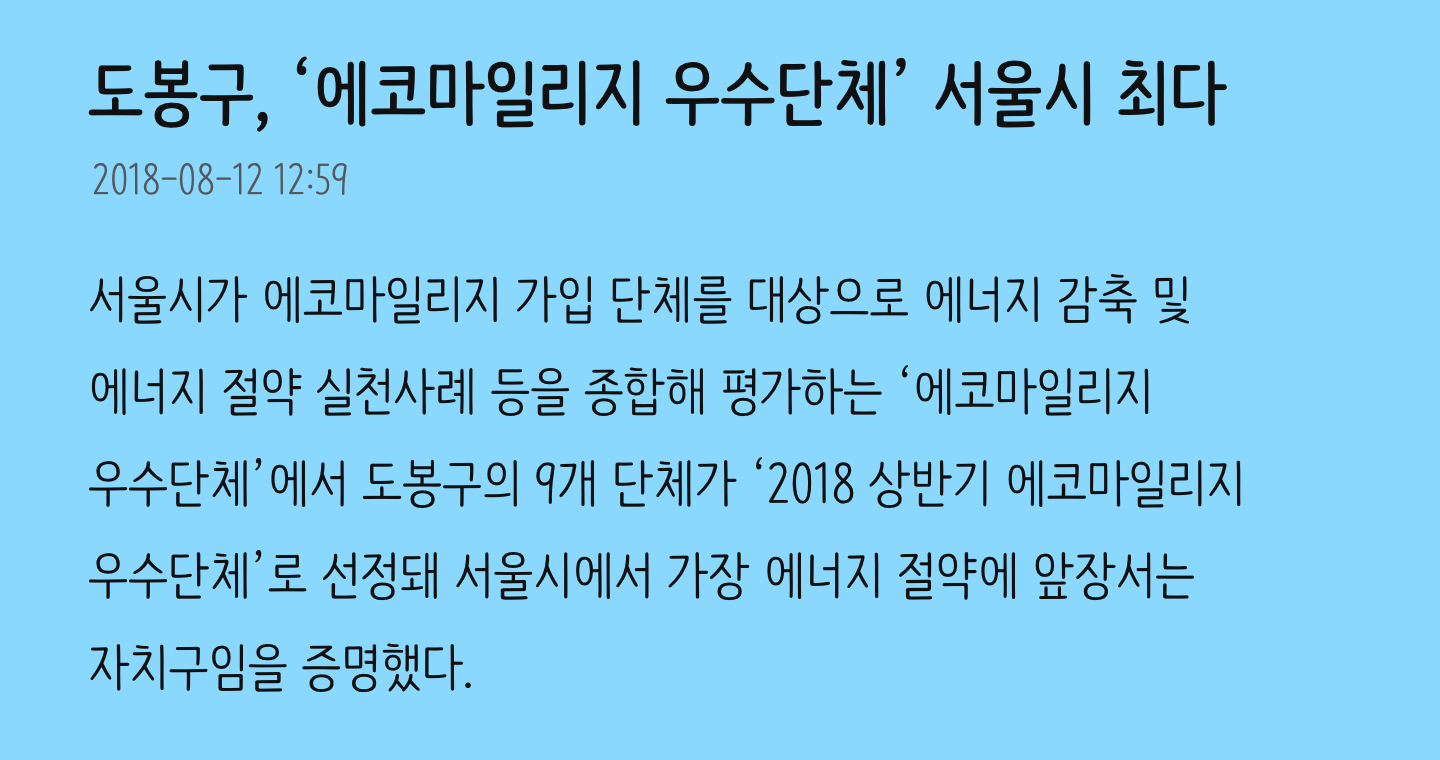 도봉구, ‘에코마일리지 우수단체’ 서울시 최다
2018-08-12 12:59
서울시가 에코마일리지 가입 단체를 대상으로 에너지 감축 및
에너지 절약 실천사례 등을 종합해 평가하는 ‘에코마일리지
우수단체’에서 도봉구의 9개 단체가 ‘2018 상반기 에코마일리지
우수단체’로 선정돼 서울시에서 가장 에너지 절약에 앞장서는
자치구임을 증명했다.